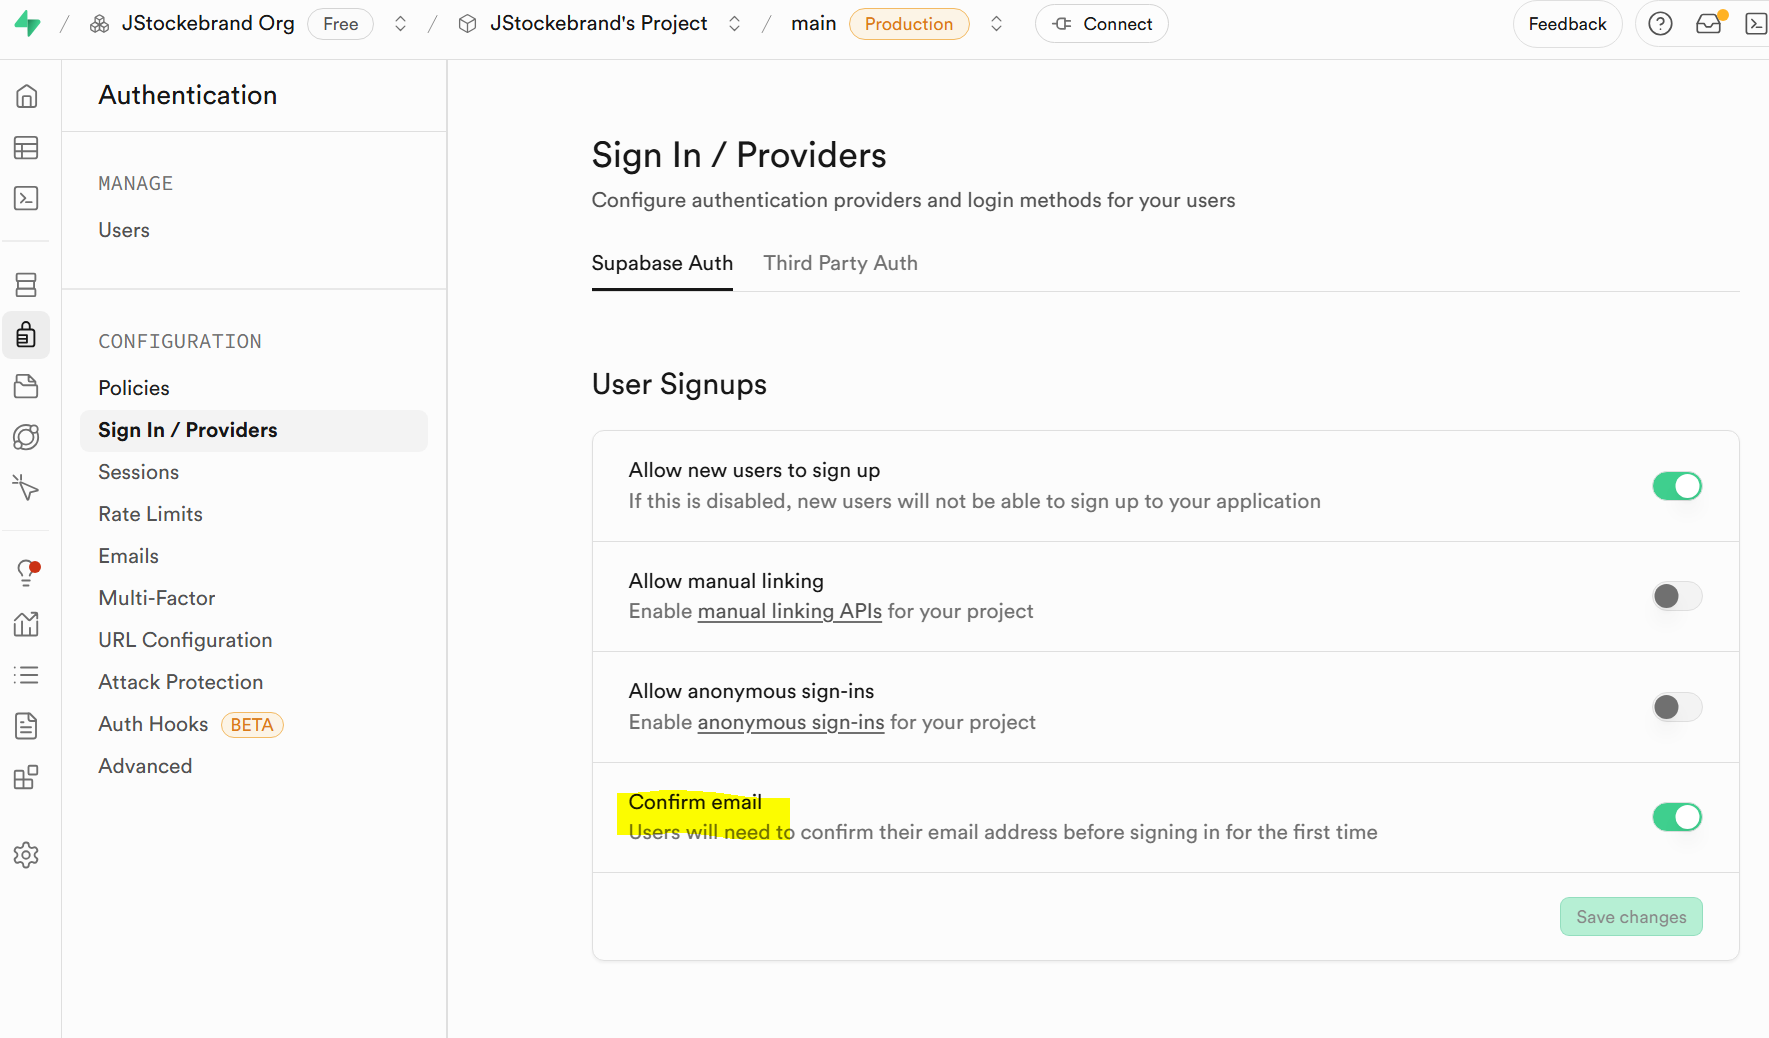 JStockebrand Org Free JStockebrand's Project main Production Connect Feedback
Authentication
MANAGE
Users
CONFIGURATION
Policies
Sign In / Providers
Sessions
Rate Limits
Emails
Multi-Factor
URL Configuration
Attack Protection
Auth Hooks BETA
Advanced
Sign In / Providers
Configure authentication providers and login methods for your users
Supabase Auth Third Party Auth
User Signups
Allow new users to sign up
If this is disabled, new users will not be able to sign up to your application
Allow manual linking
Enable manual linking APIs for your project
Allow anonymous sign-ins
Enable anonymous sign-ins for your project
Confirm email
Users will need to confirm their email address before signing in for the first time
Save changes